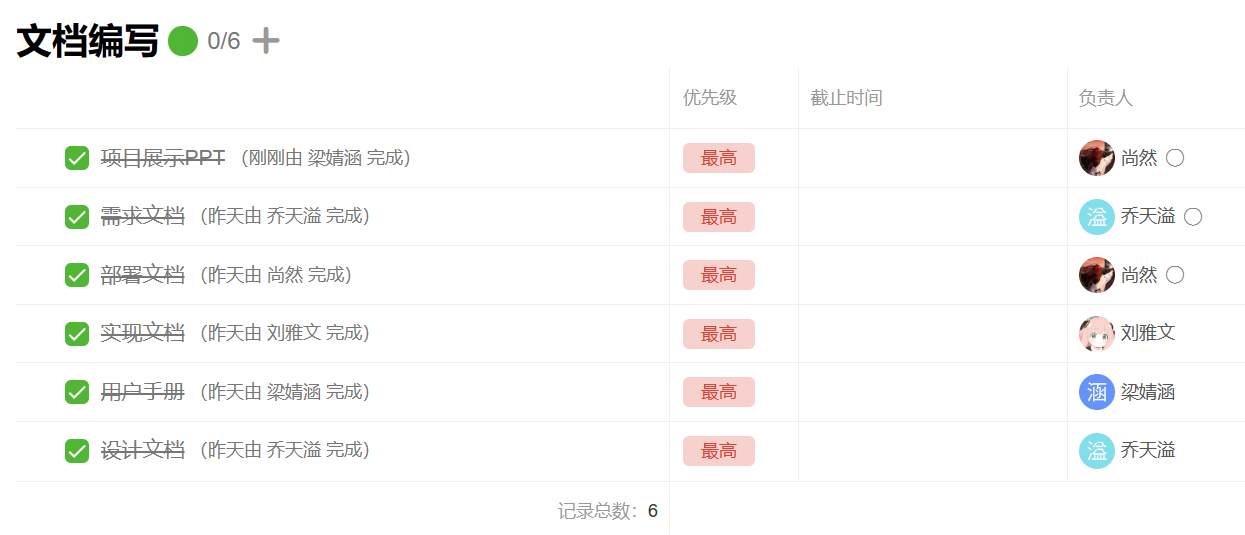 文档编写 0/6
优先级 截止时间 负责人
项目展示PPT （刚刚由 梁婧涵 完成） 最高 尚然
需求文档 （昨天由 乔天溢 完成） 最高 溢 乔天溢
部署文档 （昨天由 尚然 完成） 最高 尚然
实现文档 （昨天由 刘雅文 完成） 最高 刘雅文
用户手册 （昨天由 梁婧涵 完成） 最高 涵 梁婧涵
设计文档 （昨天由 乔天溢 完成） 最高 溢 乔天溢
记录总数：6